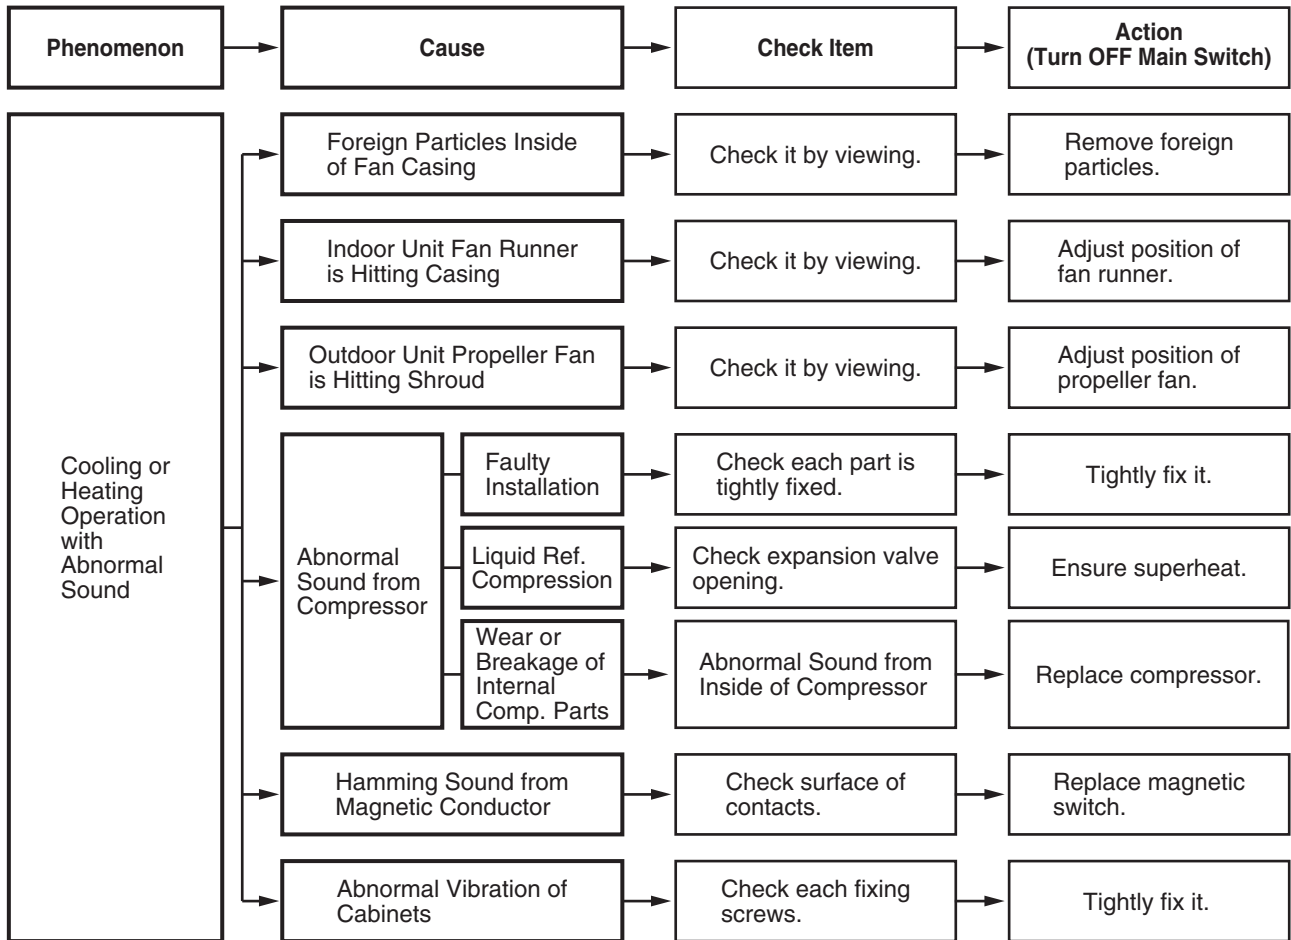 Phenomenon
Cause
Check Item
Action
(Turn OFF Main Switch)
Cooling or
Heating
Operation
with
Abnormal
Sound
Foreign Particles Inside
of Fan Casing
Check it by viewing.
Remove foreign
particles.
Indoor Unit Fan Runner
is Hitting Casing
Check it by viewing.
Adjust position of
fan runner.
Outdoor Unit Propeller Fan
is Hitting Shroud
Check it by viewing.
Adjust position of
propeller fan.
Abnormal
Sound from
Compressor
Faulty
Installation
Check each part is
tightly fixed.
Tightly fix it.
Liquid Ref.
Compression
Check expansion valve
opening.
Ensure superheat.
Wear or
Breakage of
Internal
Comp. Parts
Abnormal Sound from
Inside of Compressor
Replace compressor.
Hamming Sound from
Magnetic Conductor
Check surface of
contacts.
Replace magnetic
switch.
Abnormal Vibration of
Cabinets
Check each fixing
screws.
Tightly fix it.